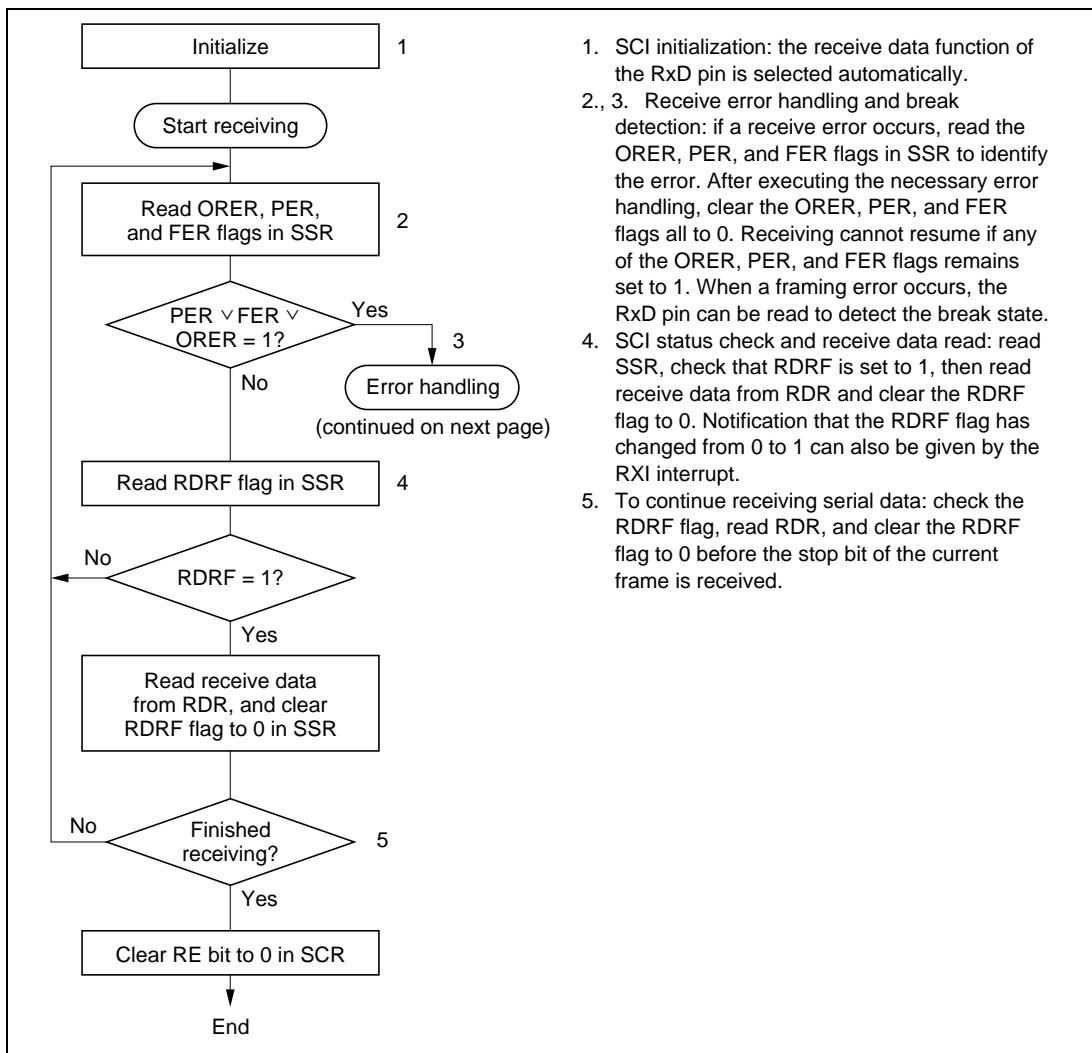 Initialize
1
Start receiving
Read ORER, PER,
and FER flags in SSR
2
PER ∨ FER ∨
ORER = 1?
Yes
3
No
Error handling
(continued on next page)
Read RDRF flag in SSR
4
No
RDRF = 1?
Yes
Read receive data
from RDR, and clear
RDRF flag to 0 in SSR
No
Finished
receiving?
5
Yes
Clear RE bit to 0 in SCR
End
1. SCI initialization: the receive data function of
the RxD pin is selected automatically.
2., 3. Receive error handling and break
detection: if a receive error occurs, read the
ORER, PER, and FER flags in SSR to identify
the error. After executing the necessary error
handling, clear the ORER, PER, and FER
flags all to 0. Receiving cannot resume if any
of the ORER, PER, and FER flags remains
set to 1. When a framing error occurs, the
RxD pin can be read to detect the break state.
4. SCI status check and receive data read: read
SSR, check that RDRF is set to 1, then read
receive data from RDR and clear the RDRF
flag to 0. Notification that the RDRF flag has
changed from 0 to 1 can also be given by the
RXI interrupt.
5. To continue receiving serial data: check the
RDRF flag, read RDR, and clear the RDRF
flag to 0 before the stop bit of the current
frame is received.